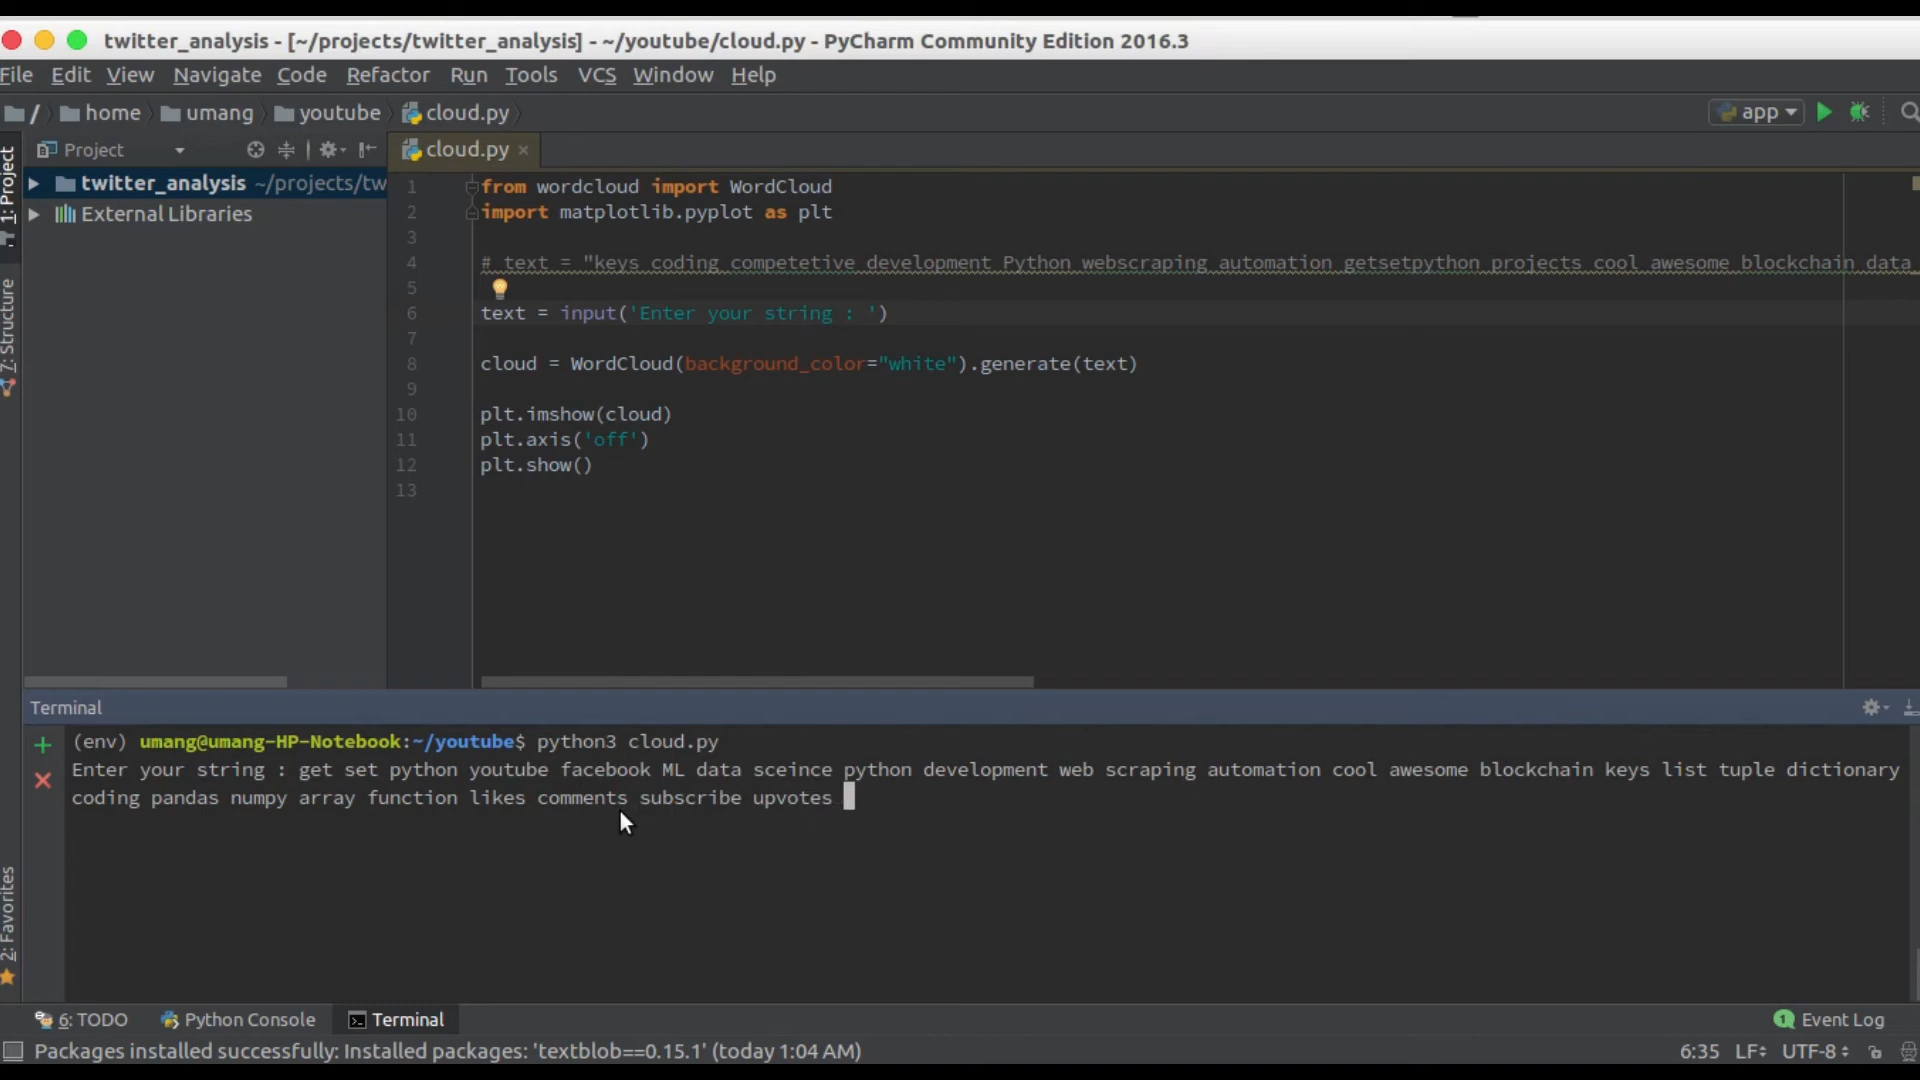 twitter_analysis - [~/projects/twitter_analysis] - ~/youtube/cloud.py - PyCharm Community Edition 2016.3
File Edit View Navigate Code Refactor Run Tools VCS Window Help
/ home umang youtube cloud.py app
Project cloud.py
1: Project
7: Structure
2: Favorites
twitter_analysis ~/projects/tw
External Libraries
1 from wordcloud import WordCloud
2 import matplotlib.pyplot as plt
3
4 # text = "keys coding competetive development Python webscraping automation getsetpython projects cool awesome blockchain data
5
6 text = input('Enter your string : ')
7
8 cloud = WordCloud(background_color="white").generate(text)
9
10 plt.imshow(cloud)
11 plt.axis('off')
12 plt.show()
13
Terminal
(env) umang@umang-HP-Notebook:~/youtube$ python3 cloud.py
Enter your string : get set python youtube facebook ML data sceince python development web scraping automation cool awesome blockchain keys list tuple dictionary
coding pandas numpy array function likes comments subscribe upvotes
6: TODO Python Console Terminal 1 Event Log
Packages installed successfully: Installed packages: 'textblob==0.15.1' (today 1:04 AM) 6:35 LF UTF-8